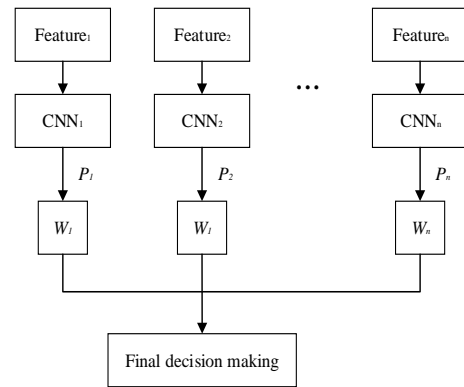 Feature₁ Feature₂ Featureₙ
...
CNN₁ CNN₂ CNNₙ
P₁ P₂ Pₙ
W₁ W₁ Wₙ
Final decision making